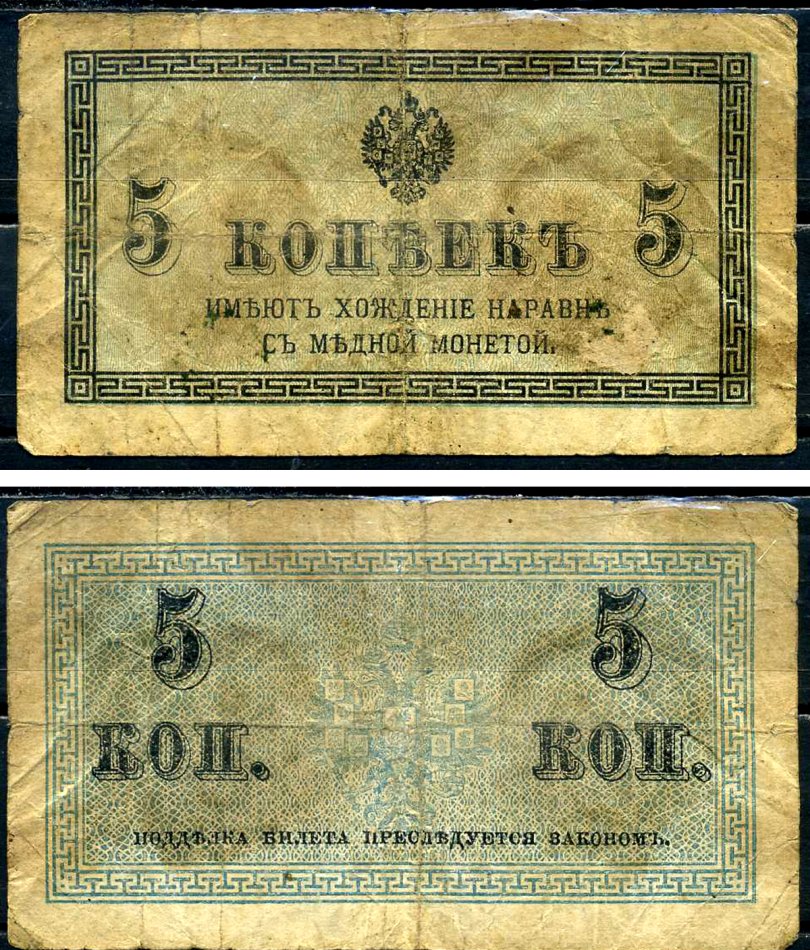 5 КОПѢЕКЪ 5
ИМѢЮТЪ ХОЖДЕНІЕ НАРАВНѢ
СЪ МѢДНОЙ МОНЕТОЙ.
5 5
КОП. КОП.
ПОДДѢЛКА БИЛЕТА ПРЕСЛѢДУЕТСЯ ЗАКОНОМЪ.